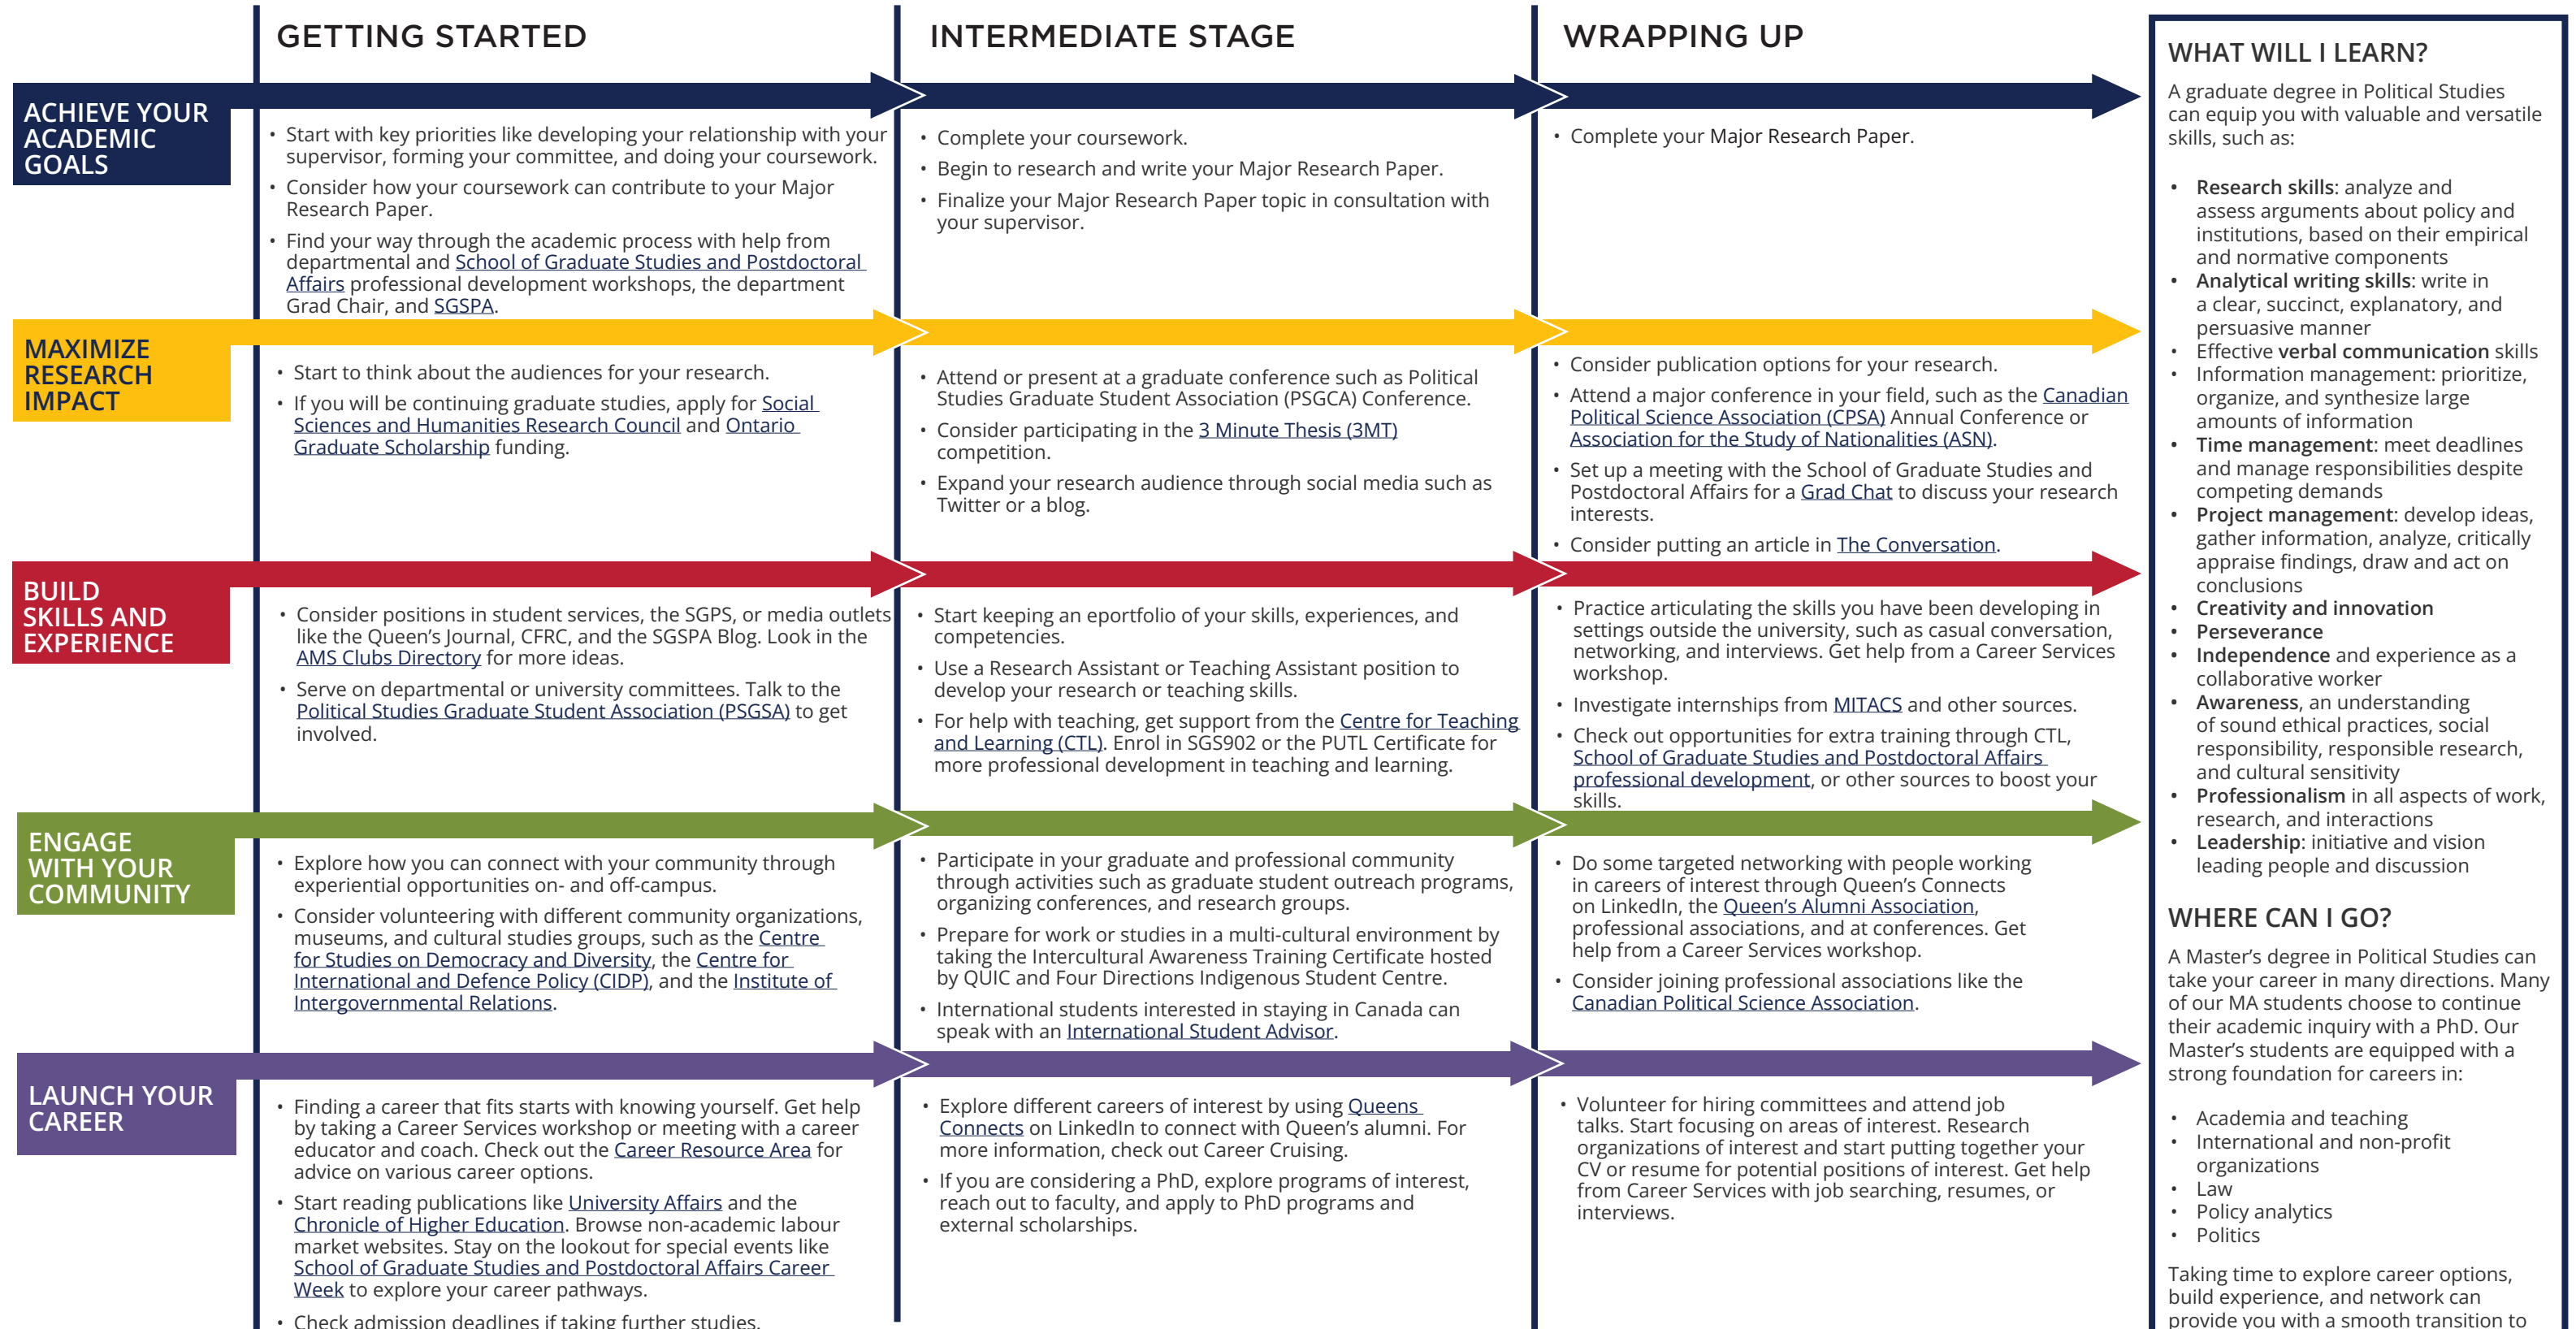 GETTING STARTED
INTERMEDIATE STAGE
WRAPPING UP
ACHIEVE YOUR
ACADEMIC
GOALS
• Start with key priorities like developing your relationship with your
supervisor, forming your committee, and doing your coursework.
• Consider how your coursework can contribute to your Major
Research Paper.
• Find your way through the academic process with help from
departmental and School of Graduate Studies and Postdoctoral
Affairs professional development workshops, the department
Grad Chair, and SGSPA.
• Complete your coursework.
• Begin to research and write your Major Research Paper.
• Finalize your Major Research Paper topic in consultation with
your supervisor.
• Complete your Major Research Paper.
MAXIMIZE
RESEARCH
IMPACT
• Start to think about the audiences for your research.
• If you will be continuing graduate studies, apply for Social
Sciences and Humanities Research Council and Ontario
Graduate Scholarship funding.
• Attend or present at a graduate conference such as Political
Studies Graduate Student Association (PSGCA) Conference.
• Consider participating in the 3 Minute Thesis (3MT)
competition.
• Expand your research audience through social media such as
Twitter or a blog.
• Consider publication options for your research.
• Attend a major conference in your field, such as the Canadian
Political Science Association (CPSA) Annual Conference or
Association for the Study of Nationalities (ASN).
• Set up a meeting with the School of Graduate Studies and
Postdoctoral Affairs for a Grad Chat to discuss your research
interests.
• Consider putting an article in The Conversation.
BUILD
SKILLS AND
EXPERIENCE
• Consider positions in student services, the SGPS, or media outlets
like the Queen's Journal, CFRC, and the SGSPA Blog. Look in the
AMS Clubs Directory for more ideas.
• Serve on departmental or university committees. Talk to the
Political Studies Graduate Student Association (PSGSA) to get
involved.
• Start keeping an eportfolio of your skills, experiences, and
competencies.
• Use a Research Assistant or Teaching Assistant position to
develop your research or teaching skills.
• For help with teaching, get support from the Centre for Teaching
and Learning (CTL). Enrol in SGS902 or the PUTL Certificate for
more professional development in teaching and learning.
• Practice articulating the skills you have been developing in
settings outside the university, such as casual conversation,
networking, and interviews. Get help from a Career Services
workshop.
• Investigate internships from MITACS and other sources.
• Check out opportunities for extra training through CTL,
School of Graduate Studies and Postdoctoral Affairs
professional development, or other sources to boost your
skills.
ENGAGE
WITH YOUR
COMMUNITY
• Explore how you can connect with your community through
experiential opportunities on- and off-campus.
• Consider volunteering with different community organizations,
museums, and cultural studies groups, such as the Centre
for Studies on Democracy and Diversity, the Centre for
International and Defence Policy (CIDP), and the Institute of
Intergovernmental Relations.
• Participate in your graduate and professional community
through activities such as graduate student outreach programs,
organizing conferences, and research groups.
• Prepare for work or studies in a multi-cultural environment by
taking the Intercultural Awareness Training Certificate hosted
by QUIC and Four Directions Indigenous Student Centre.
• International students interested in staying in Canada can
speak with an International Student Advisor.
• Do some targeted networking with people working
in careers of interest through Queen's Connects
on LinkedIn, the Queen's Alumni Association,
professional associations, and at conferences. Get
help from a Career Services workshop.
• Consider joining professional associations like the
Canadian Political Science Association.
LAUNCH YOUR
CAREER
• Finding a career that fits starts with knowing yourself. Get help
by taking a Career Services workshop or meeting with a career
educator and coach. Check out the Career Resource Area for
advice on various career options.
• Start reading publications like University Affairs and the
Chronicle of Higher Education. Browse non-academic labour
market websites. Stay on the lookout for special events like
School of Graduate Studies and Postdoctoral Affairs Career
Week to explore your career pathways.
• Check admission deadlines if taking further studies.
• Explore different careers of interest by using Queens
Connects on LinkedIn to connect with Queen's alumni. For
more information, check out Career Cruising.
• If you are considering a PhD, explore programs of interest,
reach out to faculty, and apply to PhD programs and
external scholarships.
• Volunteer for hiring committees and attend job
talks. Start focusing on areas of interest. Research
organizations of interest and start putting together your
CV or resume for potential positions of interest. Get help
from Career Services with job searching, resumes, or
interviews.
WHAT WILL I LEARN?
A graduate degree in Political Studies
can equip you with valuable and versatile
skills, such as:
• Research skills: analyze and
assess arguments about policy and
institutions, based on their empirical
and normative components
• Analytical writing skills: write in
a clear, succinct, explanatory, and
persuasive manner
• Effective verbal communication skills
• Information management: prioritize,
organize, and synthesize large
amounts of information
• Time management: meet deadlines
and manage responsibilities despite
competing demands
• Project management: develop ideas,
gather information, analyze, critically
appraise findings, draw and act on
conclusions
• Creativity and innovation
• Perseverance
• Independence and experience as a
collaborative worker
• Awareness, an understanding
of sound ethical practices, social
responsibility, responsible research,
and cultural sensitivity
• Professionalism in all aspects of work,
research, and interactions
• Leadership: initiative and vision
leading people and discussion
WHERE CAN I GO?
A Master's degree in Political Studies can
take your career in many directions. Many
of our MA students choose to continue
their academic inquiry with a PhD. Our
Master's students are equipped with a
strong foundation for careers in:
• Academia and teaching
• International and non-profit
organizations
• Law
• Policy analytics
• Politics
Taking time to explore career options,
build experience, and network can
provide you with a smooth transition to